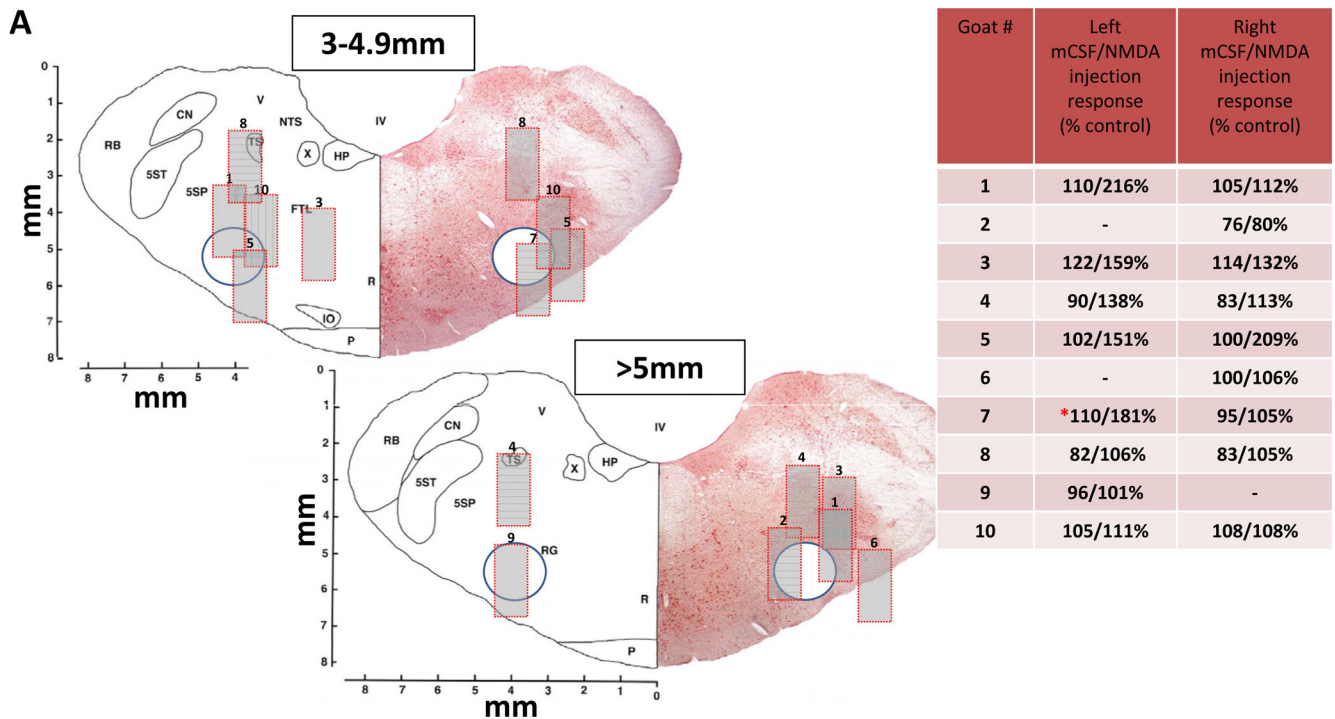 A
3-4.9mm
0
1
2
3
4
5
6
7
8
mm
8 7 6 5 4
mm
RB
CN
5ST
5SP
V
NTS
TS
X
HP
IV
FTL
R
IO
P
8
1
10
3
5
8
10
5
7
>5mm
0
1
2
3
4
5
6
7
8
8 7 6 5 4 3 2 1 0
mm
RB
CN
5ST
5SP
V
TS
X
HP
IV
RG
R
P
4
9
4
3
1
2
6
Goat # Left Right
mCSF/NMDA mCSF/NMDA
injection injection
response response
(% control) (% control)
1 110/216% 105/112%
2 - 76/80%
3 122/159% 114/132%
4 90/138% 83/113%
5 102/151% 100/209%
6 - 100/106%
7 *110/181% 95/105%
8 82/106% 83/105%
9 96/101% -
10 105/111% 108/108%